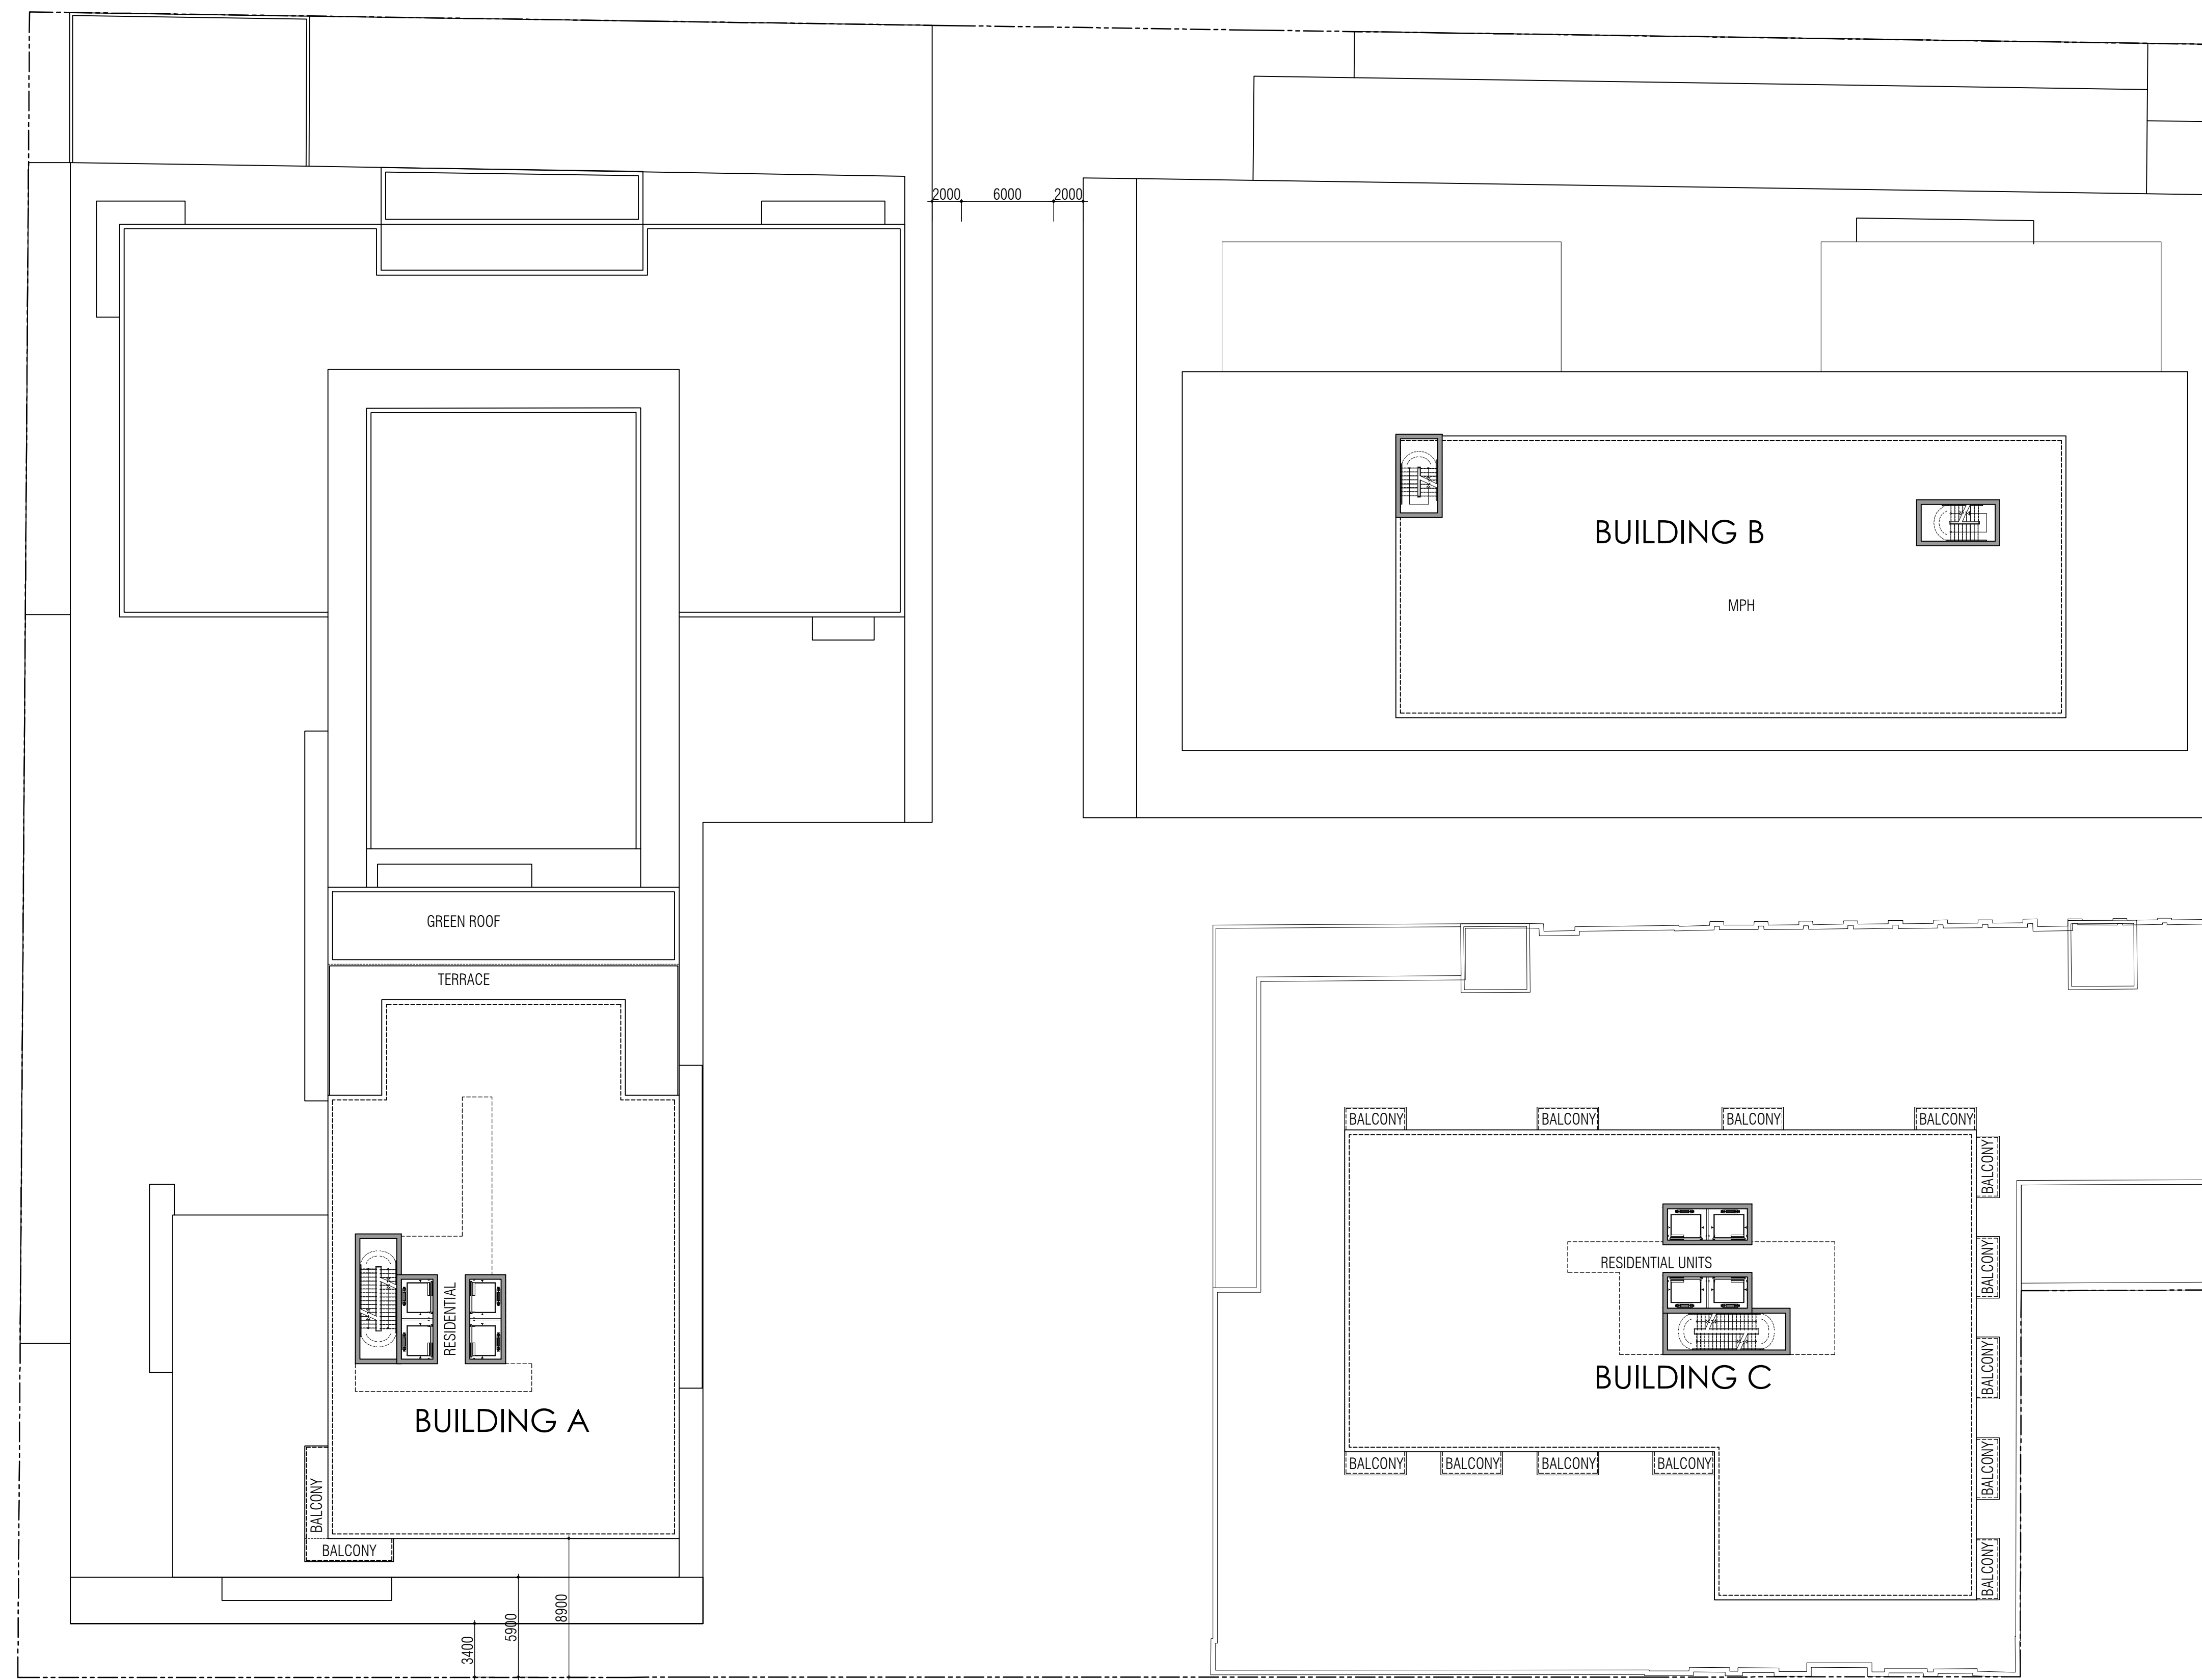 2000
6000
2000
BUILDING B
MPH
GREEN ROOF
TERRACE
RESIDENTIAL
BUILDING A
BALCONY
BALCONY
3400
5900
8900
BALCONY
BALCONY
BALCONY
BALCONY
BALCONY
BALCONY
RESIDENTIAL UNITS
BUILDING C
BALCONY
BALCONY
BALCONY
BALCONY
BALCONY
BALCONY
BALCONY